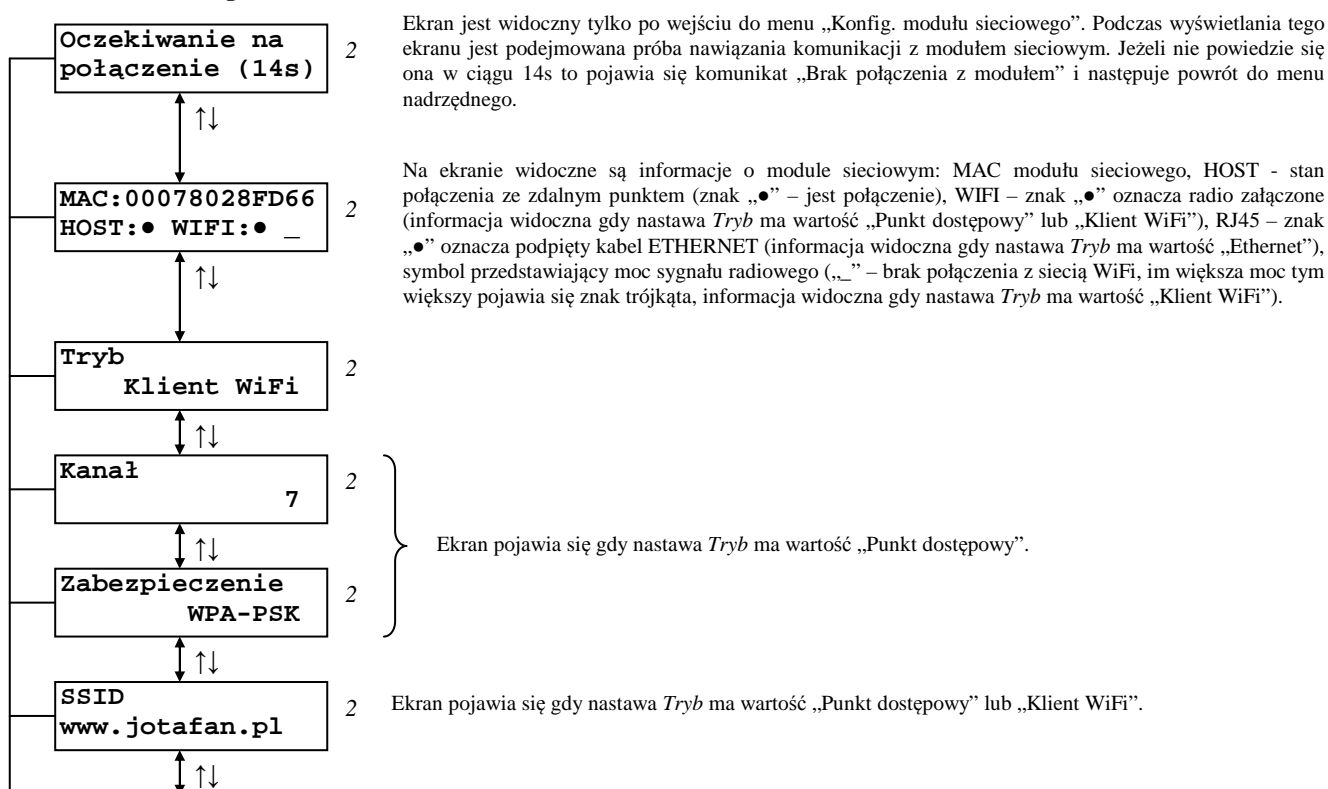 Oczekiwanie na
połączenie (14s)
2
Ekran jest widoczny tylko po wejściu do menu „Konfig. modułu sieciowego”. Podczas wyświetlania tego
ekranu jest podejmowana próba nawiązania komunikacji z modułem sieciowym. Jeżeli nie powiedzie się
ona w ciągu 14s to pojawia się komunikat „Brak połączenia z modułem” i następuje powrót do menu
nadrzędnego.
↑↓
MAC:00078028FD66
HOST:● WIFI:● _
2
Na ekranie widoczne są informacje o module sieciowym: MAC modułu sieciowego, HOST - stan
połączenia ze zdalnym punktem (znak „●” – jest połączenie), WIFI – znak „●” oznacza radio załączone
(informacja widoczna gdy nastawa Tryb ma wartość „Punkt dostępowy” lub „Klient WiFi”), RJ45 – znak
„●” oznacza podpięty kabel ETHERNET (informacja widoczna gdy nastawa Tryb ma wartość „Ethernet”),
symbol przedstawiający moc sygnału radiowego („_” – brak połączenia z siecią WiFi, im większa moc tym
większy pojawia się znak trójkąta, informacja widoczna gdy nastawa Tryb ma wartość „Klient WiFi”).
↑↓
Tryb
Klient WiFi
2
↑↓
Kanał
7
2
↑↓
Ekran pojawia się gdy nastawa Tryb ma wartość „Punkt dostępowy”.
Zabezpieczenie
WPA-PSK
2
↑↓
SSID
www.jotafan.pl
2
Ekran pojawia się gdy nastawa Tryb ma wartość „Punkt dostępowy” lub „Klient WiFi”.
↑↓